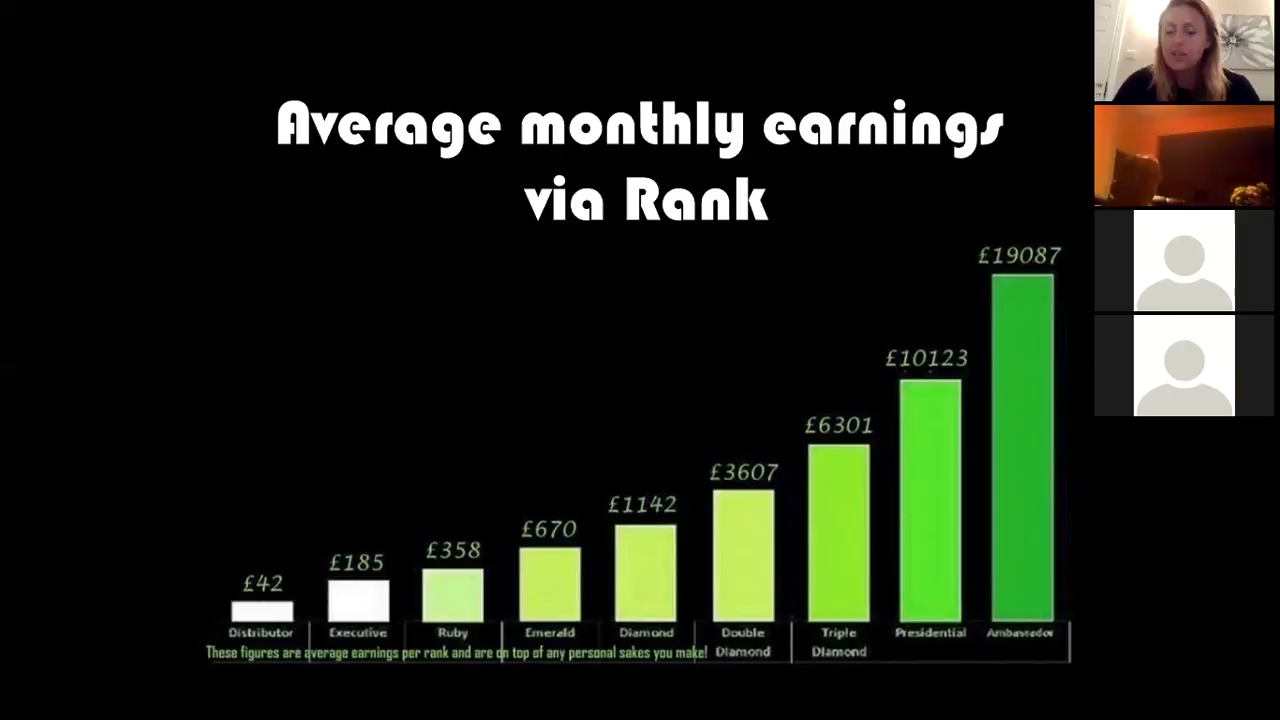 Average monthly earnings
via Rank
£19087
£10123
£6301
£3607
£1142
£670
£358
£185
£42
Distributor Executive Ruby Emerald Diamond Double Diamond Triple Diamond Presidential Ambassador
These figures are average earnings per rank and are on top of any personal sakes you make!